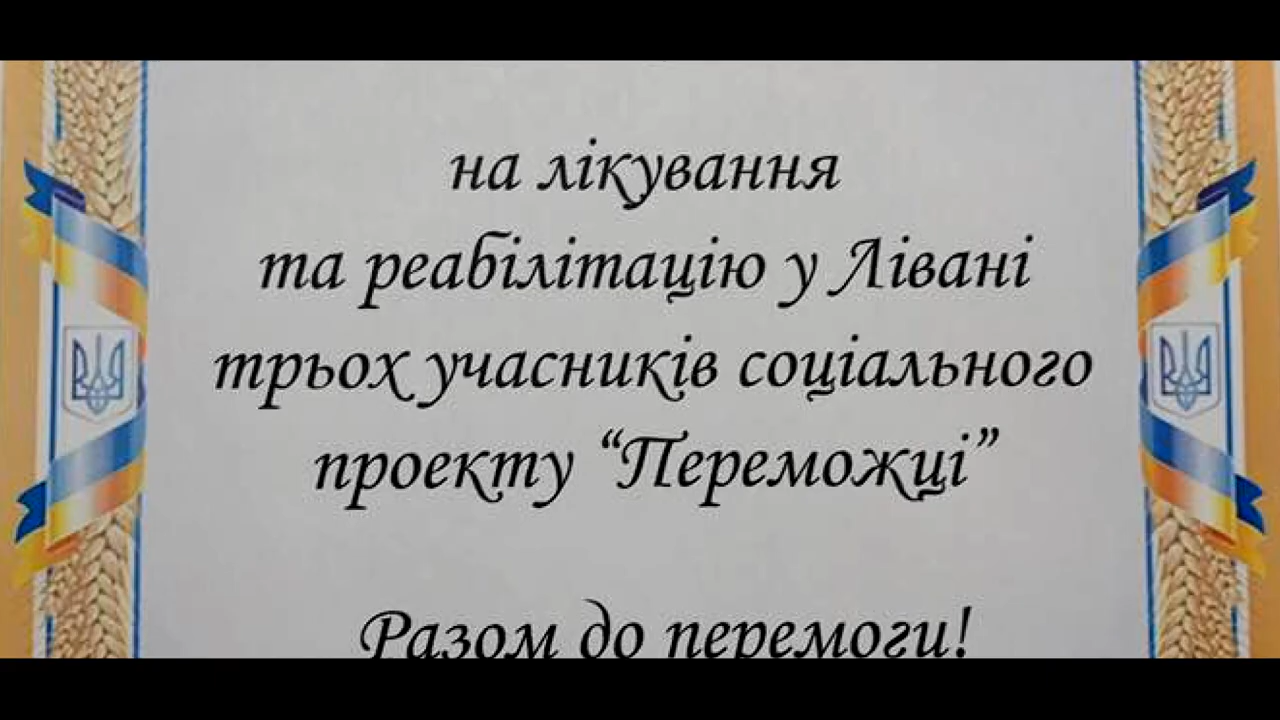 на лікування
та реабілітацію у Лівані
трьох учасників соціального
проекту “Переможці”
Разом до перемоги!